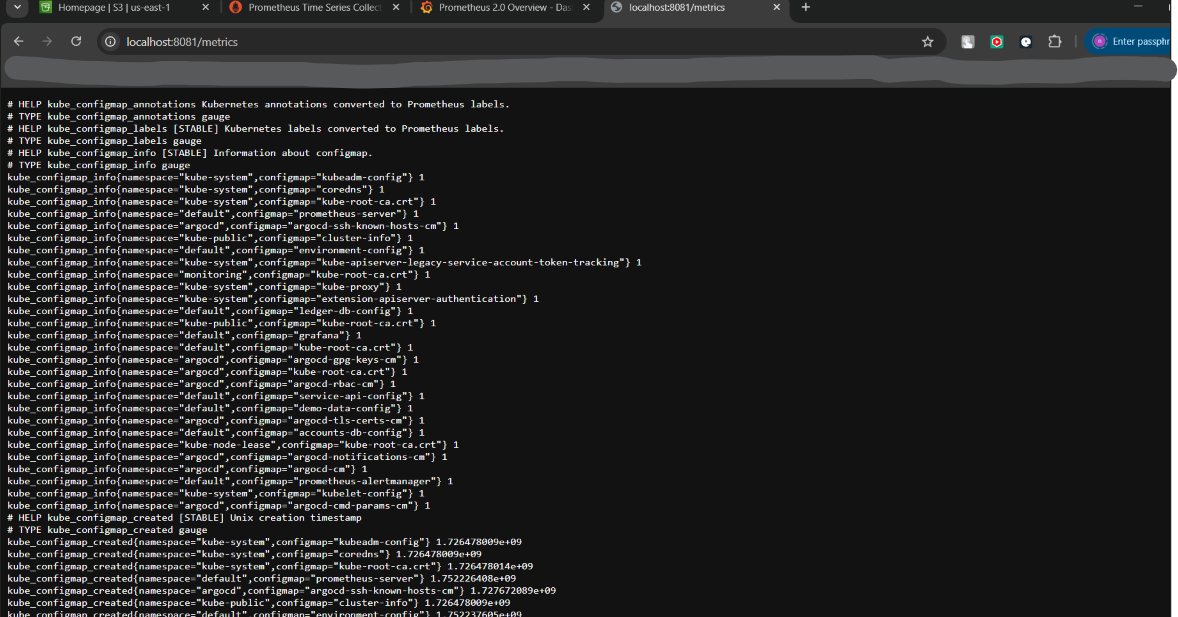 Homepage | S3 | us-east-1
Prometheus Time Series Collect
Prometheus 2.0 Overview - Das
localhost:8081/metrics
localhost:8081/metrics
Enter passphr
# HELP kube_configmap_annotations Kubernetes annotations converted to Prometheus labels.
# TYPE kube_configmap_annotations gauge
# HELP kube_configmap_labels [STABLE] Kubernetes labels converted to Prometheus labels.
# TYPE kube_configmap_labels gauge
# HELP kube_configmap_info [STABLE] Information about configmap.
# TYPE kube_configmap_info gauge
kube_configmap_info{namespace="kube-system",configmap="kubeadm-config"} 1
kube_configmap_info{namespace="kube-system",configmap="coredns"} 1
kube_configmap_info{namespace="kube-system",configmap="kube-root-ca.crt"} 1
kube_configmap_info{namespace="default",configmap="prometheus-server"} 1
kube_configmap_info{namespace="argocd",configmap="argocd-ssh-known-hosts-cm"} 1
kube_configmap_info{namespace="kube-public",configmap="cluster-info"} 1
kube_configmap_info{namespace="default",configmap="environment-config"} 1
kube_configmap_info{namespace="kube-system",configmap="kube-apiserver-legacy-service-account-token-tracking"} 1
kube_configmap_info{namespace="monitoring",configmap="kube-root-ca.crt"} 1
kube_configmap_info{namespace="kube-system",configmap="kube-proxy"} 1
kube_configmap_info{namespace="kube-system",configmap="extension-apiserver-authentication"} 1
kube_configmap_info{namespace="default",configmap="ledger-db-config"} 1
kube_configmap_info{namespace="kube-public",configmap="kube-root-ca.crt"} 1
kube_configmap_info{namespace="default",configmap="grafana"} 1
kube_configmap_info{namespace="default",configmap="kube-root-ca.crt"} 1
kube_configmap_info{namespace="argocd",configmap="argocd-gpg-keys-cm"} 1
kube_configmap_info{namespace="argocd",configmap="kube-root-ca.crt"} 1
kube_configmap_info{namespace="argocd",configmap="argocd-rbac-cm"} 1
kube_configmap_info{namespace="default",configmap="service-api-config"} 1
kube_configmap_info{namespace="default",configmap="demo-data-config"} 1
kube_configmap_info{namespace="argocd",configmap="argocd-tls-certs-cm"} 1
kube_configmap_info{namespace="default",configmap="accounts-db-config"} 1
kube_configmap_info{namespace="kube-node-lease",configmap="kube-root-ca.crt"} 1
kube_configmap_info{namespace="argocd",configmap="argocd-notifications-cm"} 1
kube_configmap_info{namespace="argocd",configmap="argocd-cm"} 1
kube_configmap_info{namespace="default",configmap="prometheus-alertmanager"} 1
kube_configmap_info{namespace="kube-system",configmap="kubelet-config"} 1
kube_configmap_info{namespace="argocd",configmap="argocd-cmd-params-cm"} 1
# HELP kube_configmap_created [STABLE] Unix creation timestamp
# TYPE kube_configmap_created gauge
kube_configmap_created{namespace="kube-system",configmap="kubeadm-config"} 1.726478009e+09
kube_configmap_created{namespace="kube-system",configmap="coredns"} 1.726478009e+09
kube_configmap_created{namespace="kube-system",configmap="kube-root-ca.crt"} 1.726478014e+09
kube_configmap_created{namespace="default",configmap="prometheus-server"} 1.752226408e+09
kube_configmap_created{namespace="argocd",configmap="argocd-ssh-known-hosts-cm"} 1.727672089e+09
kube_configmap_created{namespace="kube-public",configmap="cluster-info"} 1.726478009e+09
kube_configmap_created{namespace="default",configmap="environment-config"} 1.752237605e+09